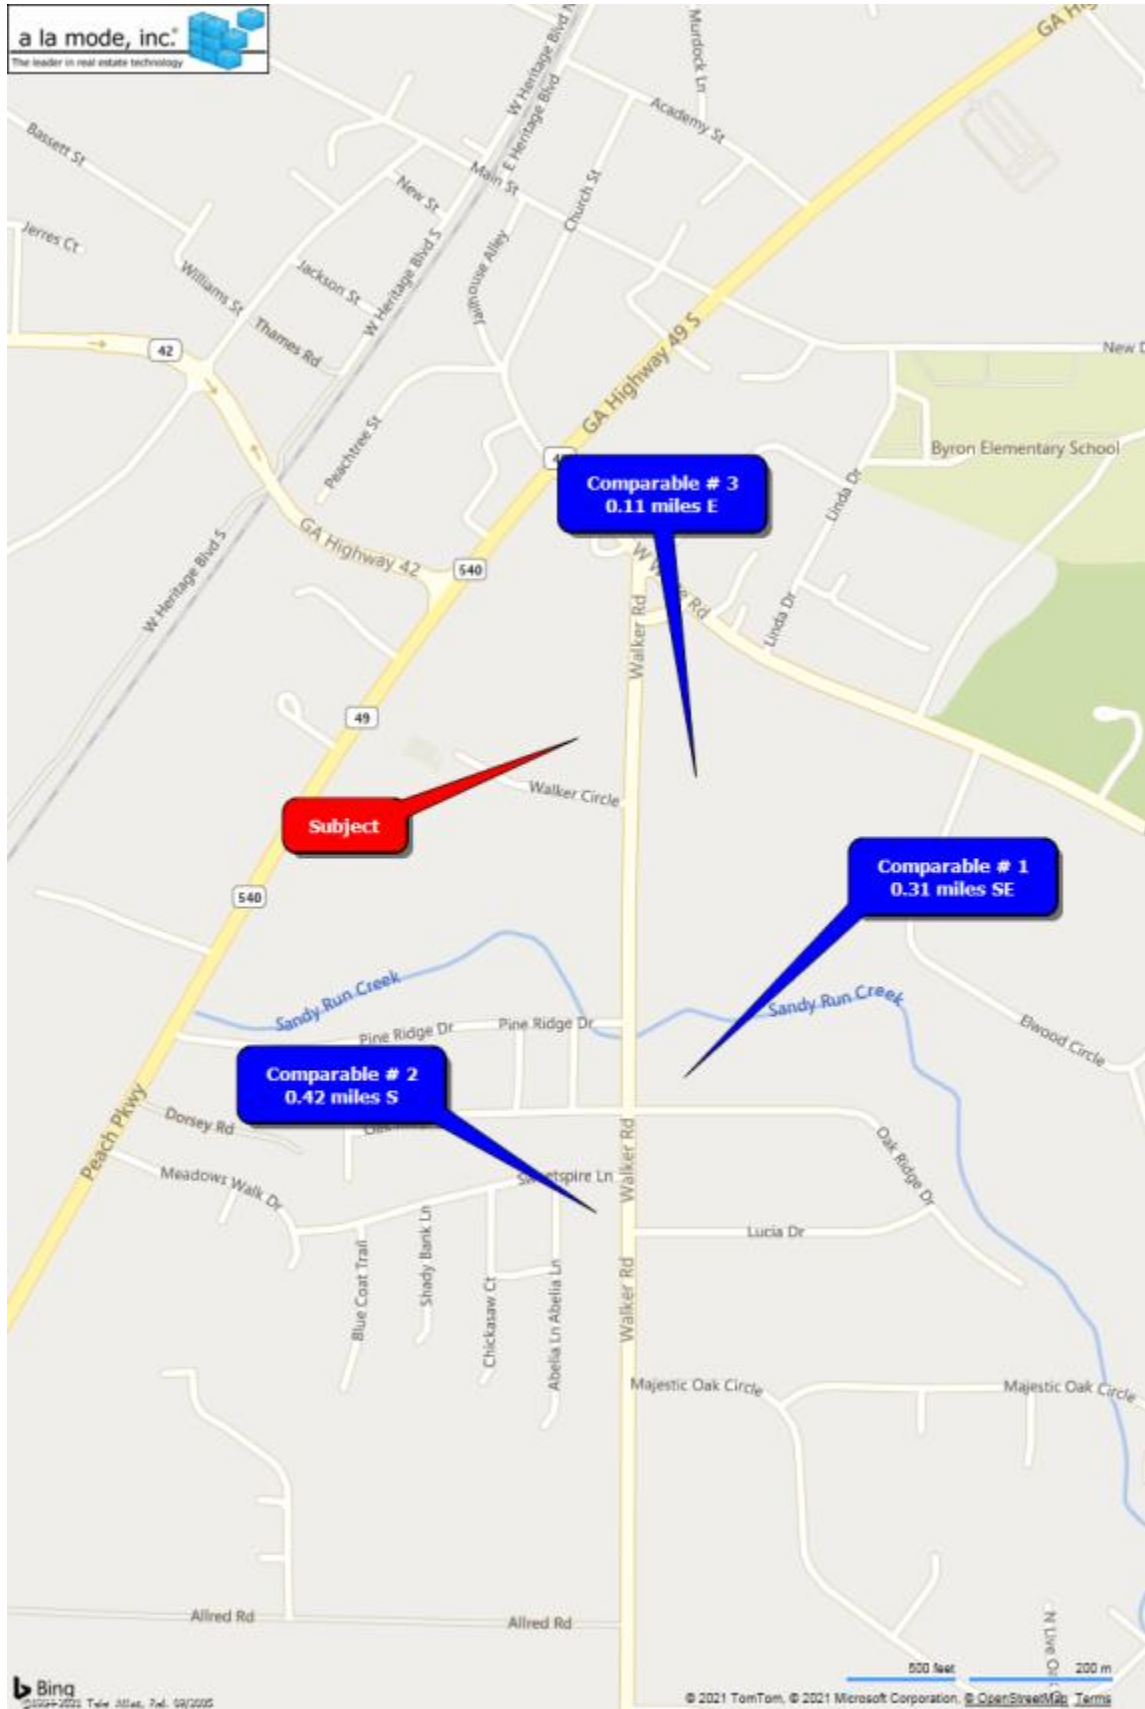 a la mode, inc.
The leader in real estate technology
W Heritage Blvd N
E Heritage Blvd
Murdock Ln
Academy St
Bassett St
Main St
New St
Church St
Jerres Ct
Jackson St
W Heritage Blvd S
Jailhouse Alley
Williams St
Thames Rd
42
GA Highway 49 S
Peachtree St
Byron Elementary School
Linda Dr
Comparable # 3
0.11 miles E
GA Highway 42
540
W Heritage Blvd S
Linda Dr
Walker Rd
49
Walker Circle
Subject
Comparable # 1
0.31 miles SE
540
Sandy Run Creek
Sandy Run Creek
Pine Ridge Dr
Pine Ridge Dr
Elwood Circle
Comparable # 2
0.42 miles S
Peach Pkwy
Dorsey Rd
Oak Ridge Dr
Walker Rd
Meadows Walk Dr
Lucia Dr
Blue Coat Trail
Shady Bank Ln
Chickasaw Ct
Abelia Ln Abelia Ln
Walker Rd
Majestic Oak Circle
Majestic Oak Circle
Allred Rd
Allred Rd
Bing
500 feet
200 m
© 2021 TomTom, © 2021 Microsoft Corporation, © OpenStreetMap Terms